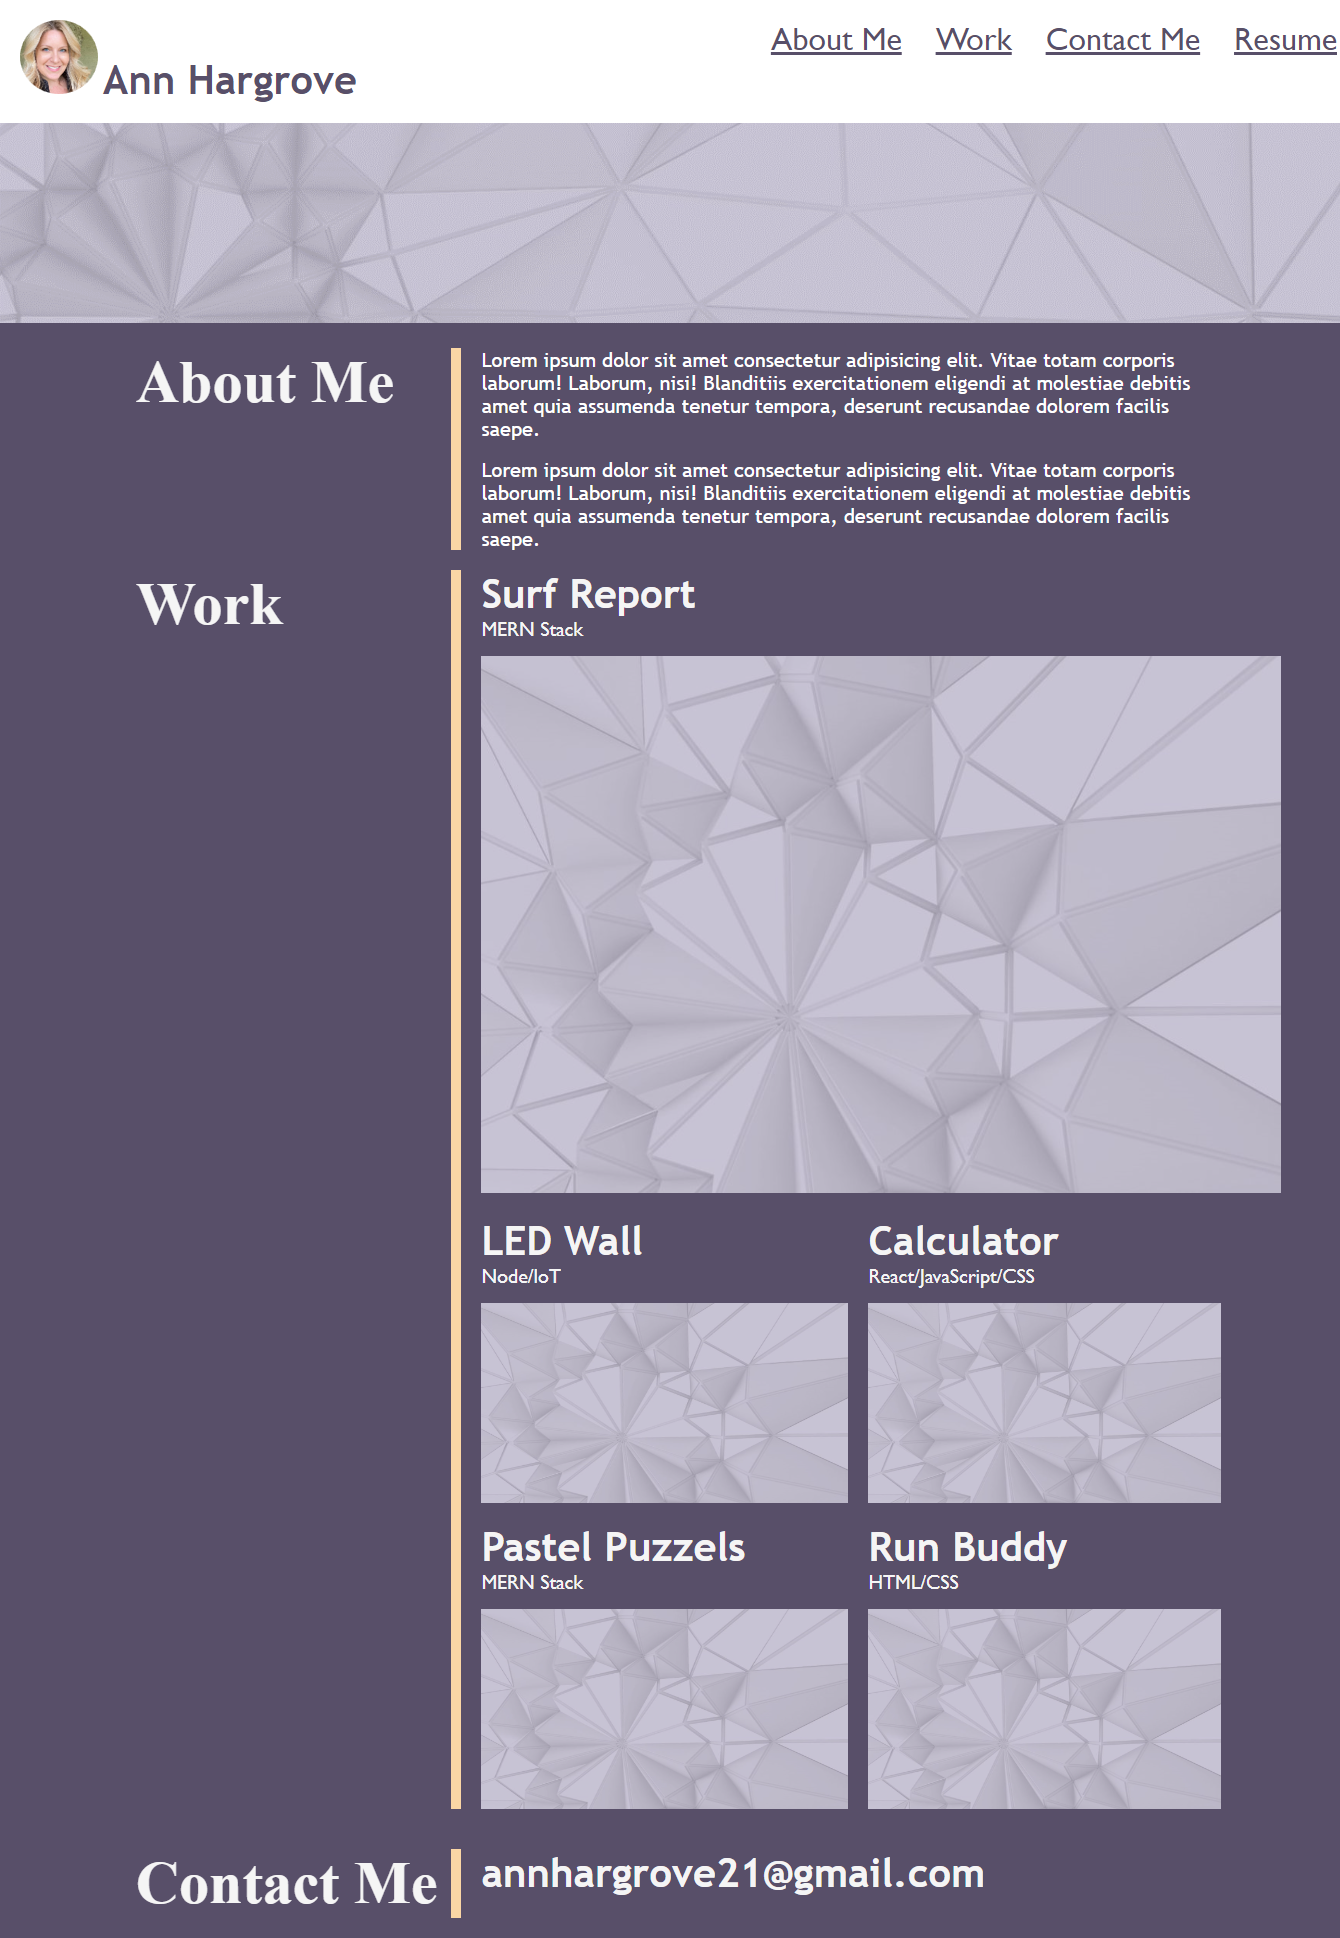 About Me Work Contact Me Resume
Ann Hargrove
About Me
Lorem ipsum dolor sit amet consectetur adipisicing elit. Vitae totam corporis
laborum! Laborum, nisi! Blanditiis exercitationem eligendi at molestiae debitis
amet quia assumenda tenetur tempora, deserunt recusandae dolorem facilis
saepe.
Lorem ipsum dolor sit amet consectetur adipisicing elit. Vitae totam corporis
laborum! Laborum, nisi! Blanditiis exercitationem eligendi at molestiae debitis
amet quia assumenda tenetur tempora, deserunt recusandae dolorem facilis
saepe.
Work
Surf Report
MERN Stack
LED Wall
Node/IoT
Calculator
React/JavaScript/CSS
Pastel Puzzels
MERN Stack
Run Buddy
HTML/CSS
Contact Me
annhargrove21@gmail.com